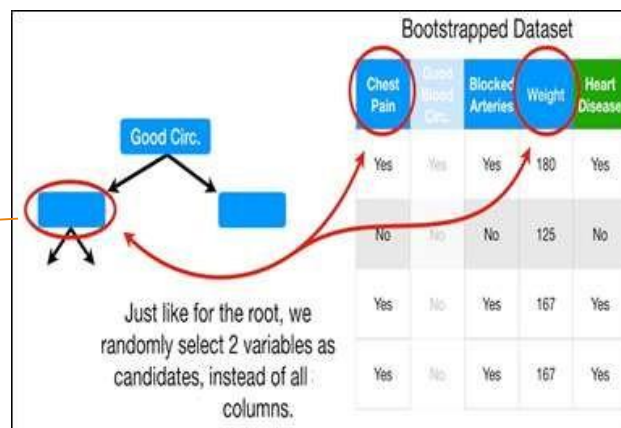 Bootstrapped Dataset
Chest Pain
Good Blood Circ.
Blocked Arteries
Weight
Heart Disease
Good Circ.
Yes Yes Yes 180 Yes
No No No 125 No
Yes No Yes 167 Yes
Yes No Yes 167 Yes
Just like for the root, we
randomly select 2 variables as
candidates, instead of all
columns.